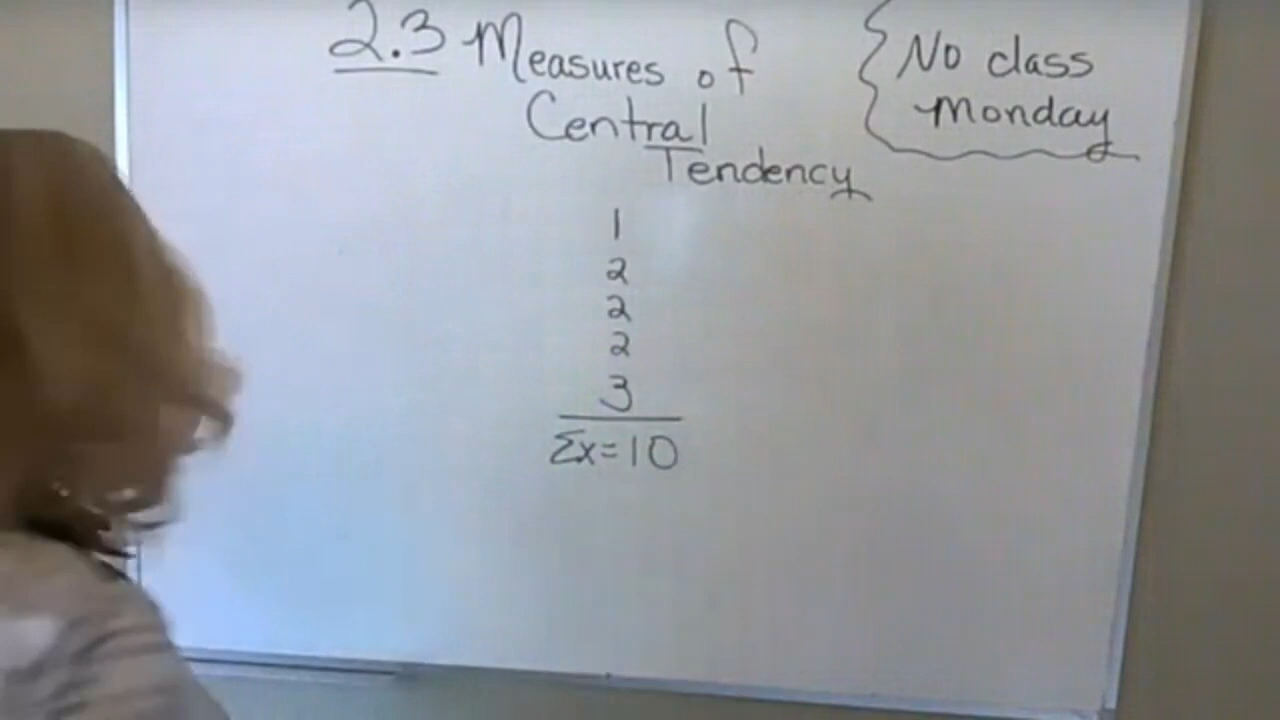 2.3 Measures of
Central
Tendency
No class
Monday
1
2
2
2
3
Σx=10